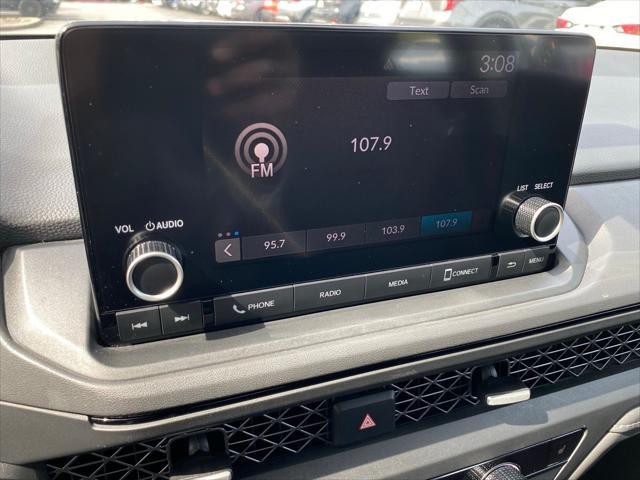 3:08
Text Scan
107.9
FM
LIST SELECT
VOL AUDIO
95.7 99.9 103.9 107.9
PHONE RADIO MEDIA CONNECT MENU